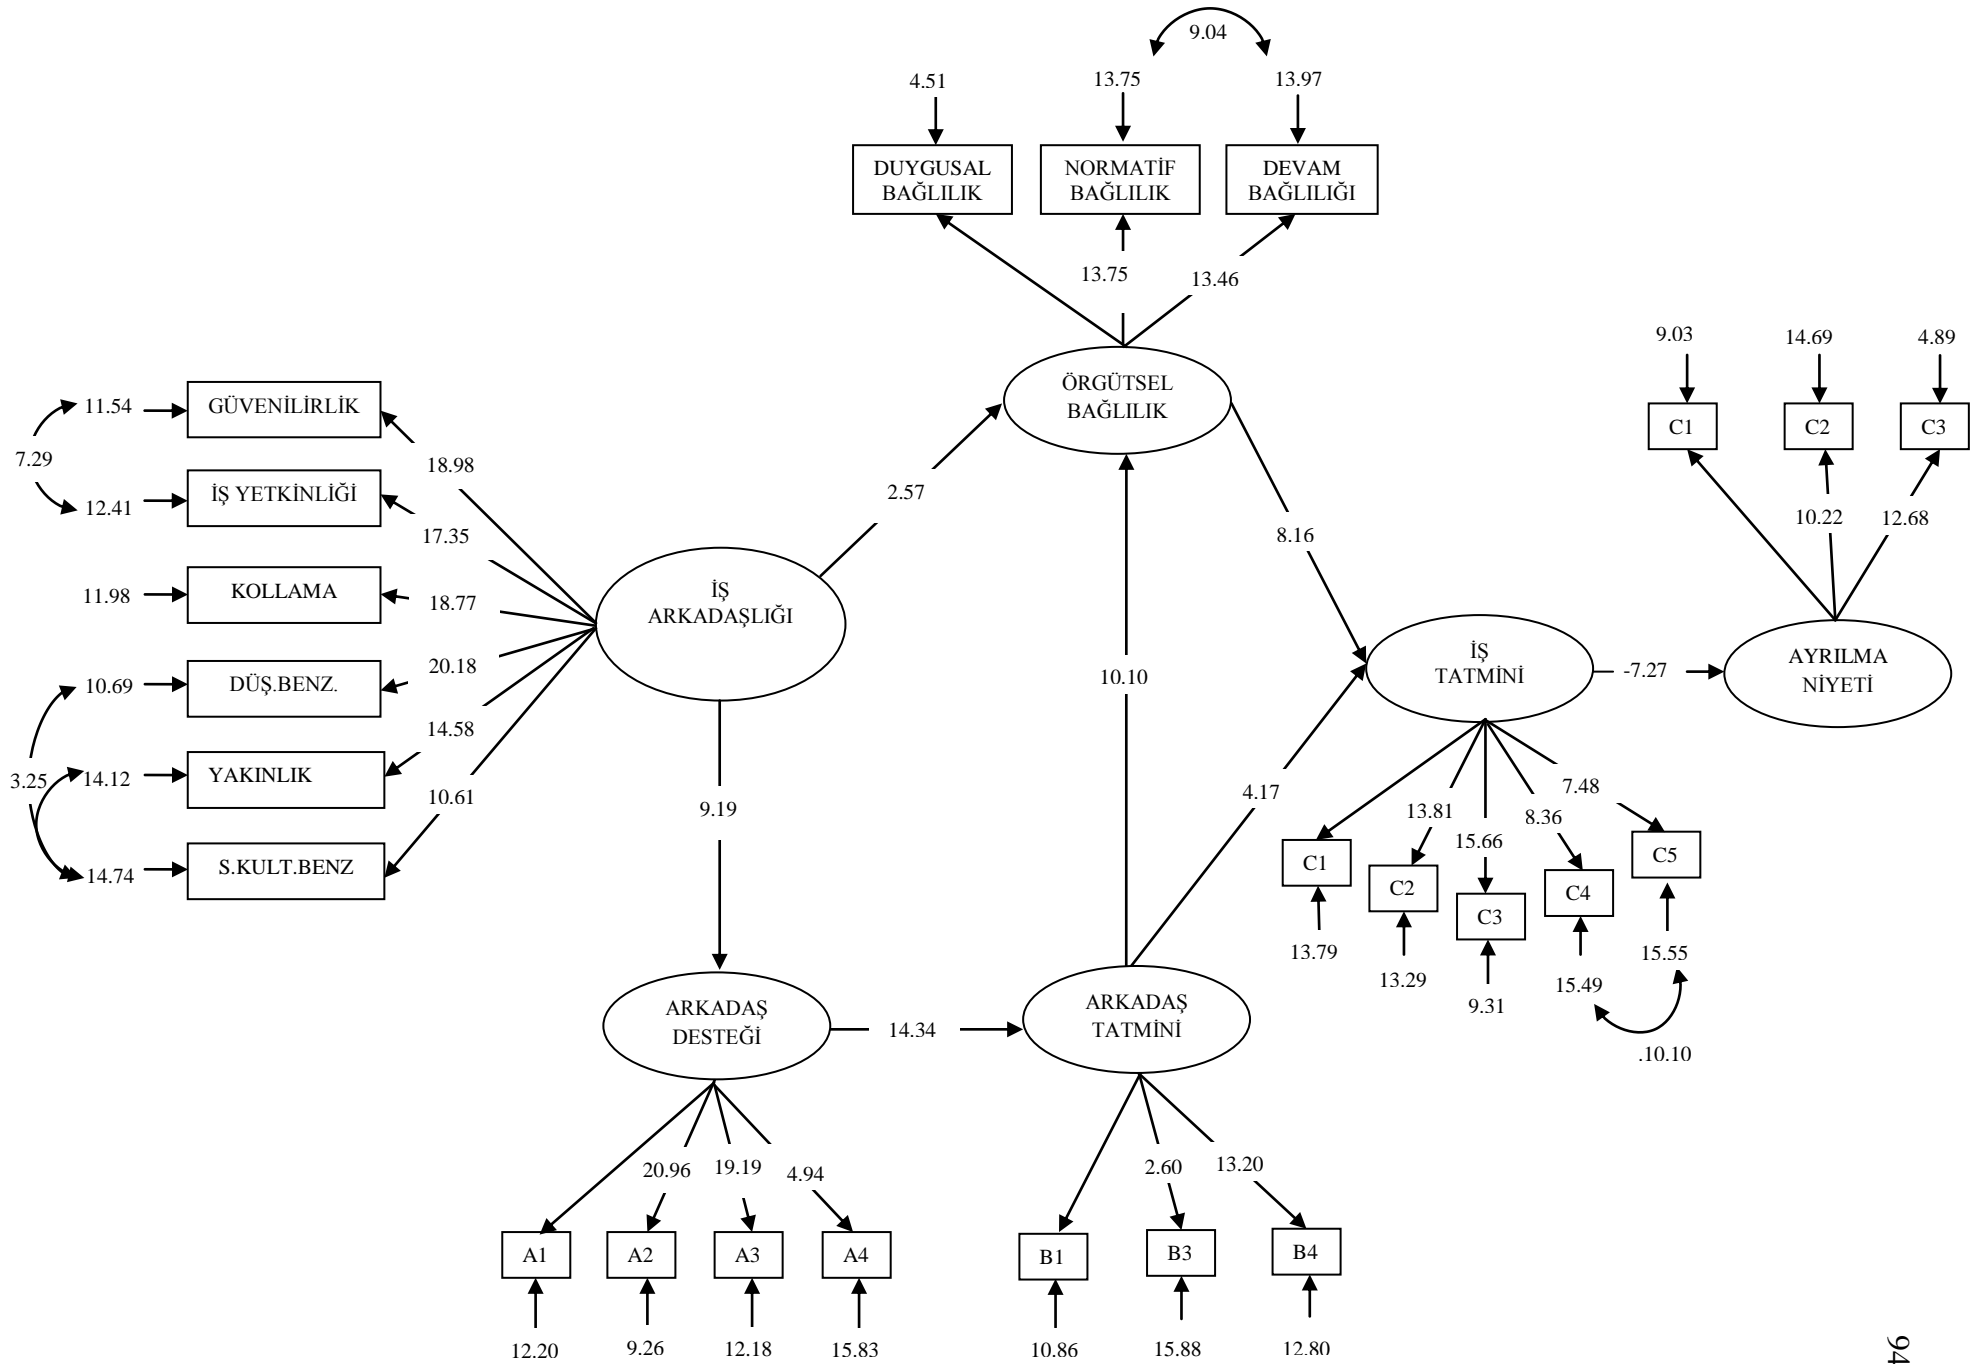 9.04
4.51
13.75
13.97
DUYGUSAL
BAĞLILIK
NORMATİF
BAĞLILIK
DEVAM
BAĞLILIĞI
13.75
13.46
9.03
14.69
4.89
ÖRGÜTSEL
BAĞLILIK
C1
C2
C3
11.54
GÜVENİLİRLİK
7.29
18.98
12.41
İŞ YETKİNLİĞİ
2.57
10.22
12.68
17.35
8.16
11.98
KOLLAMA
18.77
İŞ
ARKADAŞLIĞI
10.69
DÜŞ.BENZ.
20.18
10.10
İŞ
TATMİNİ
-7.27
AYRILMA
NİYETİ
14.58
3.25
14.12
YAKINLIK
10.61
9.19
4.17
7.48
13.81
8.36
15.66
14.74
S.KULT.BENZ
C1
C2
C3
C4
C5
13.79
13.29
9.31
15.49
15.55
.10.10
ARKADAŞ
DESTEĞİ
14.34
ARKADAŞ
TATMİNİ
20.96
19.19
4.94
2.60
13.20
A1
A2
A3
A4
B1
B3
B4
12.20
9.26
12.18
15.83
10.86
15.88
12.80
94